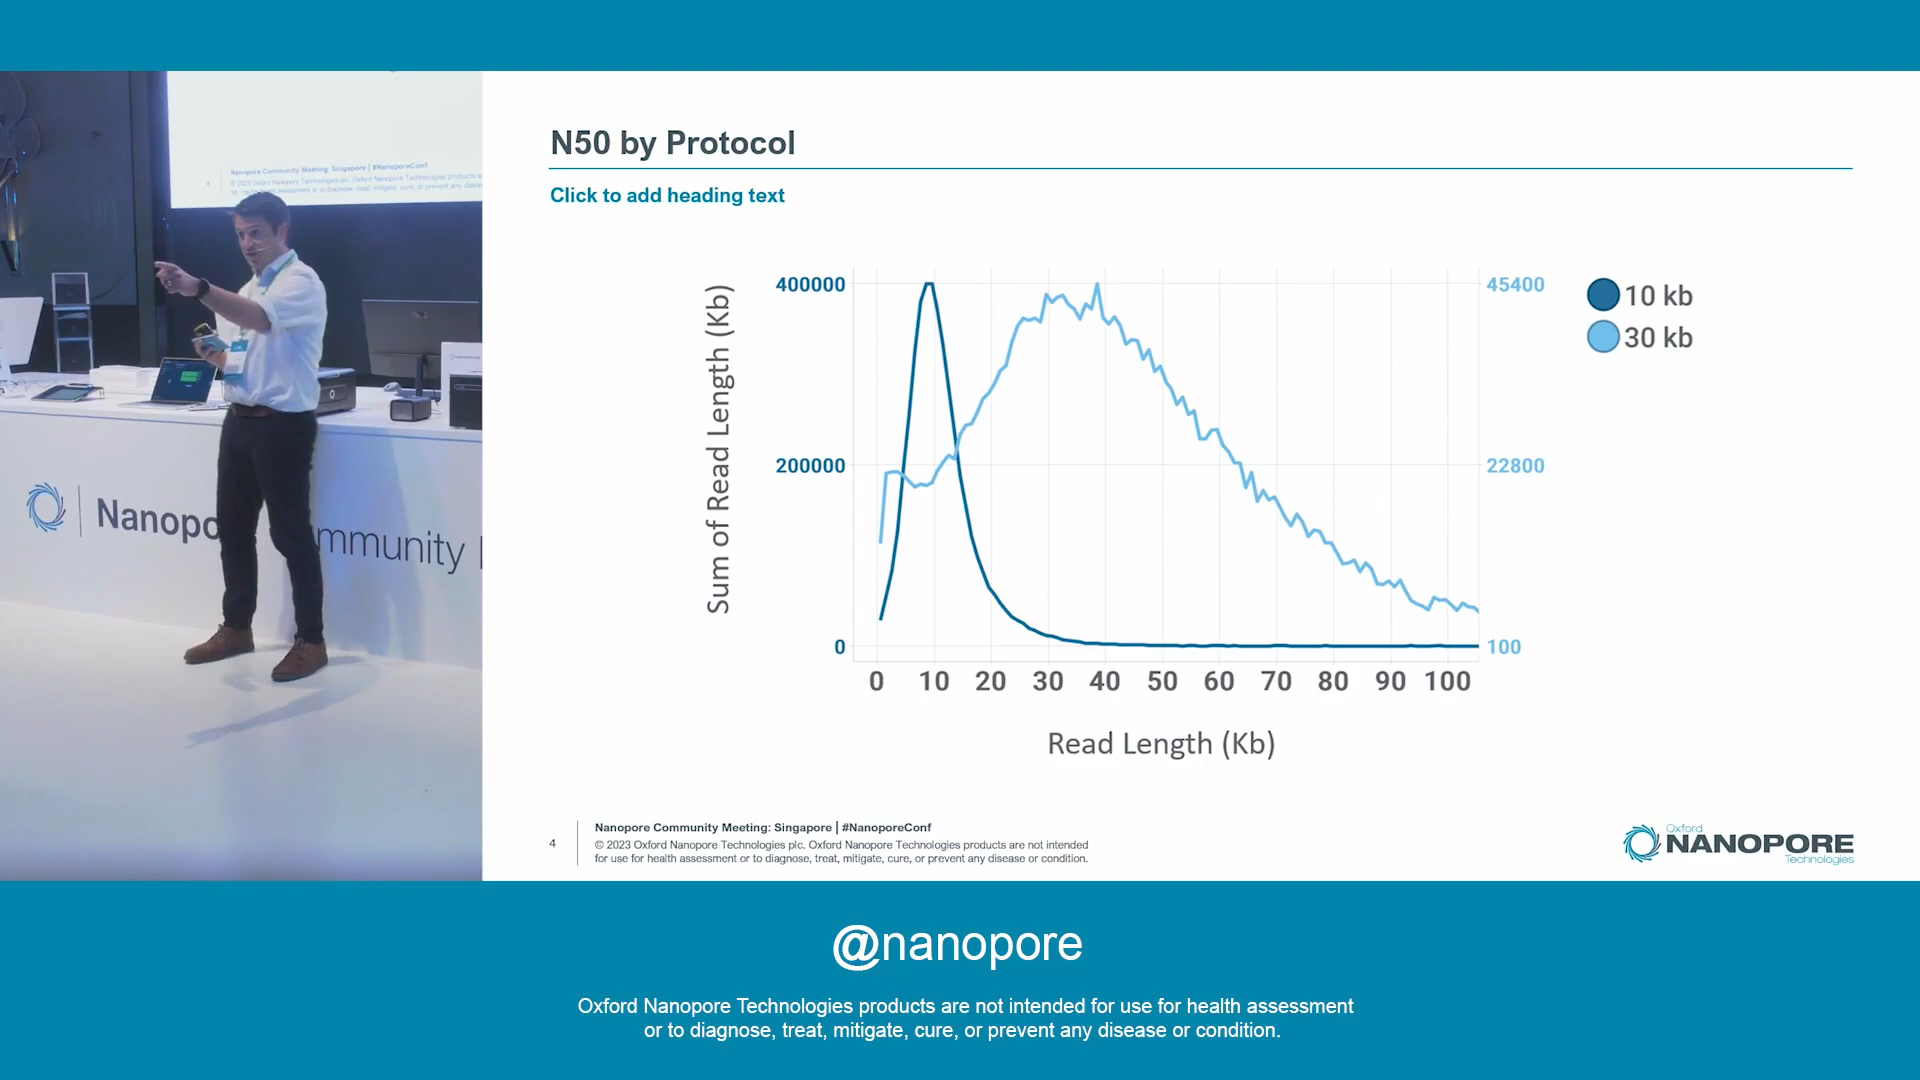 Nanopore Community Meeting: Singapore | #NanoporeConf
Nanopo
mmunity
N50 by Protocol
Click to add heading text
Sum of Read Length (Kb)
400000
200000
0
45400
22800
100
0 10 20 30 40 50 60 70 80 90 100
Read Length (Kb)
10 kb
30 kb
4
Nanopore Community Meeting: Singapore | #NanoporeConf
© 2023 Oxford Nanopore Technologies plc. Oxford Nanopore Technologies products are not intended
for use for health assessment or to diagnose, treat, mitigate, cure, or prevent any disease or condition.
Oxford
NANOPORE
Technologies
@nanopore
Oxford Nanopore Technologies products are not intended for use for health assessment
or to diagnose, treat, mitigate, cure, or prevent any disease or condition.